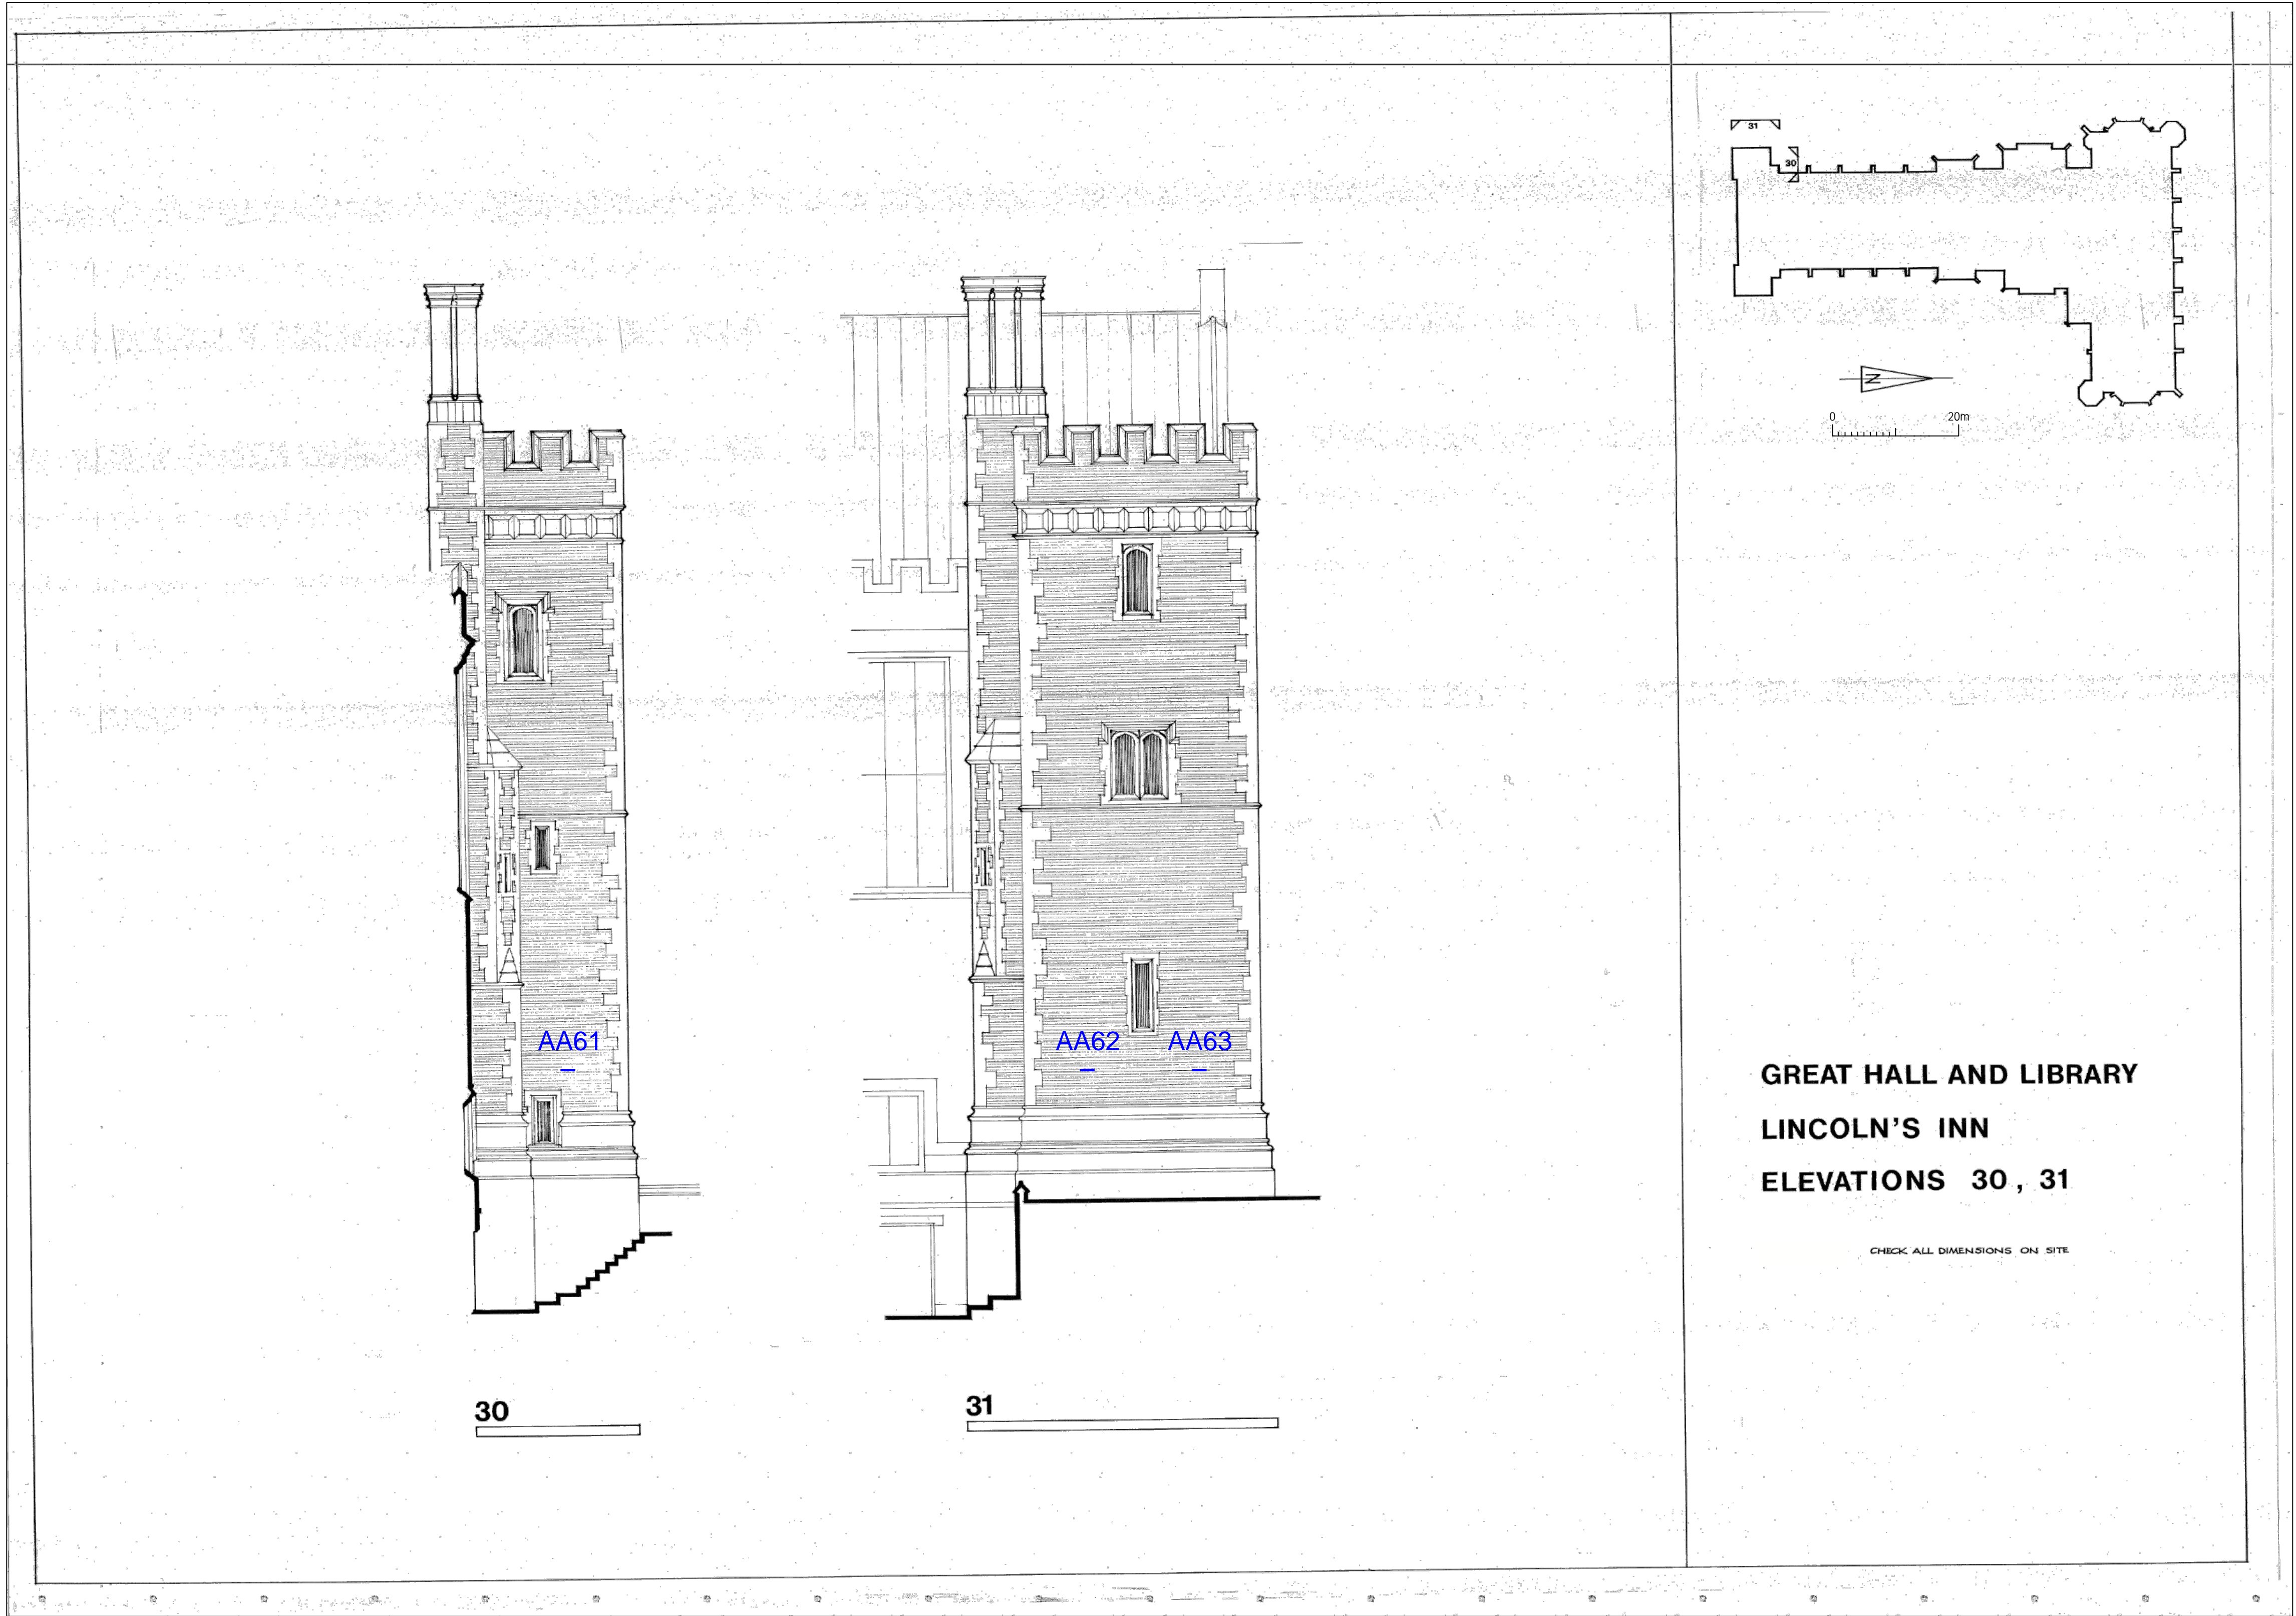 31
30
N
0 20m
AA61
AA62 AA63
GREAT HALL AND LIBRARY
LINCOLN'S INN
ELEVATIONS 30, 31
CHECK ALL DIMENSIONS ON SITE
30
31